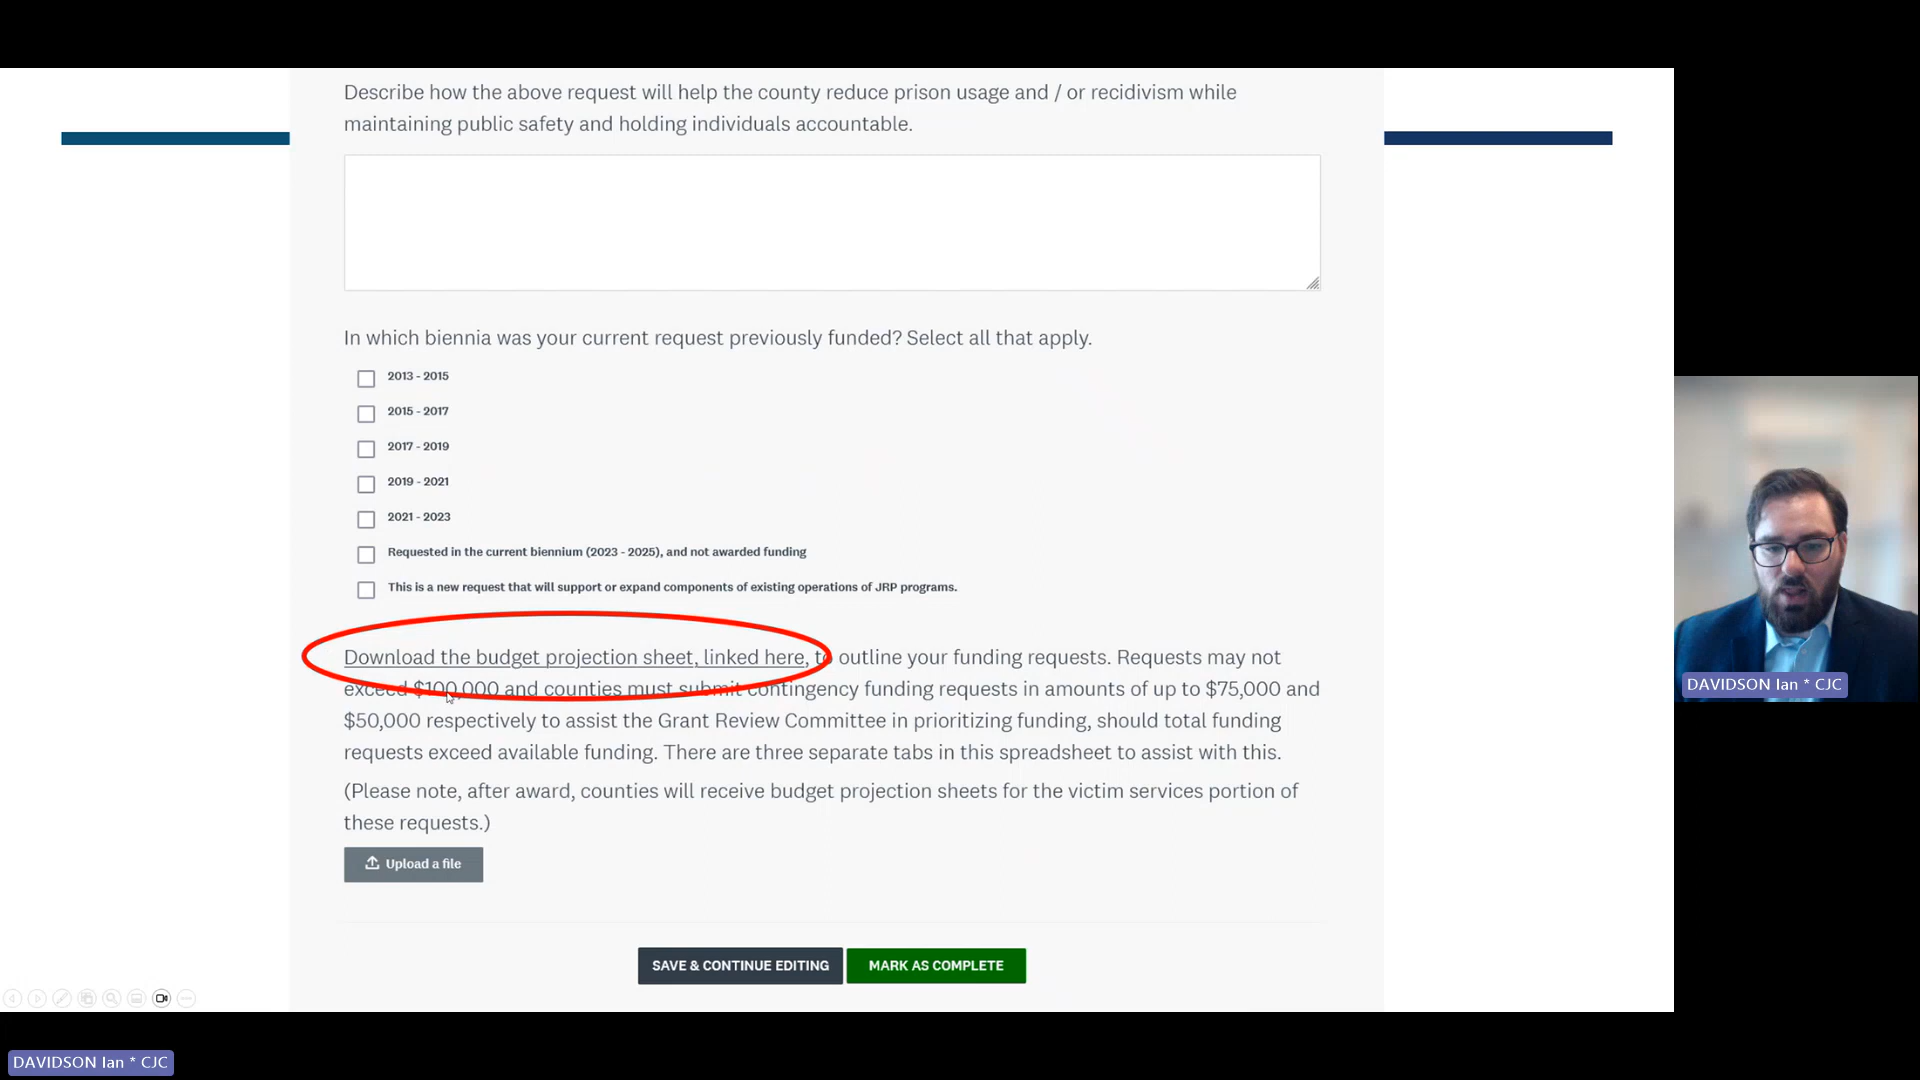 Describe how the above request will help the county reduce prison usage and / or recidivism while
maintaining public safety and holding individuals accountable.
In which biennia was your current request previously funded? Select all that apply.
2013 - 2015
2015 - 2017
2017 - 2019
2019 - 2021
2021 - 2023
Requested in the current biennium (2023 - 2025), and not awarded funding
This is a new request that will support or expand components of existing operations of JRP programs.
Download the budget projection sheet, linked here, to outline your funding requests. Requests may not
exceed $100,000 and counties must submit contingency funding requests in amounts of up to $75,000 and
$50,000 respectively to assist the Grant Review Committee in prioritizing funding, should total funding
requests exceed available funding. There are three separate tabs in this spreadsheet to assist with this.
(Please note, after award, counties will receive budget projection sheets for the victim services portion of
these requests.)
Upload a file
SAVE & CONTINUE EDITING
MARK AS COMPLETE
DAVIDSON Ian * CJC
DAVIDSON Ian * CJC